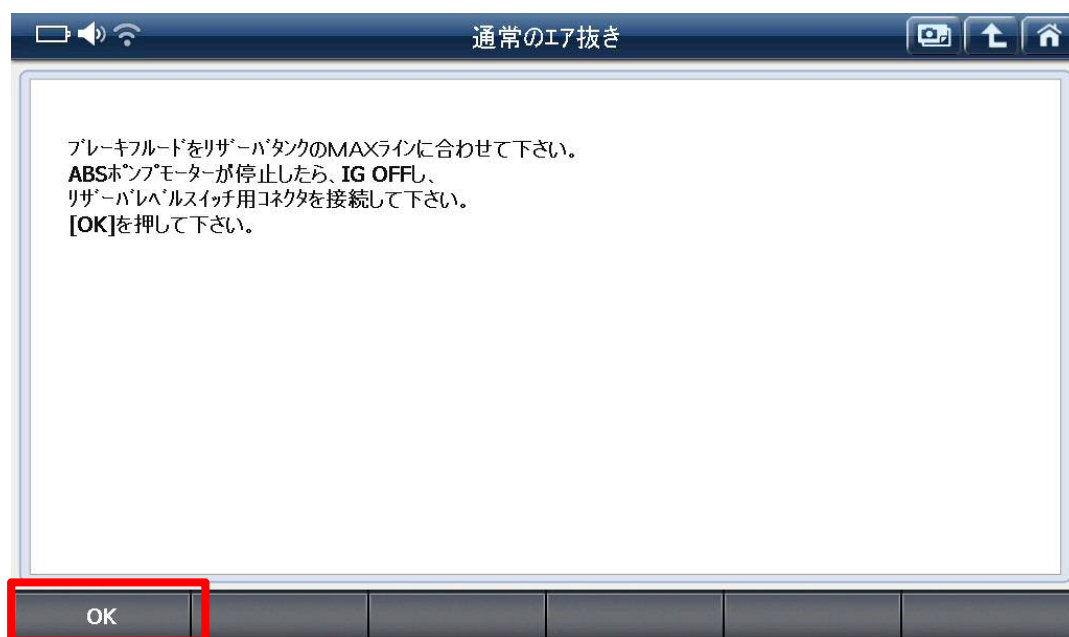 通常のｴｱ抜き
ﾌﾞﾚｰｷﾌﾙｰﾄﾞをﾘｻﾞｰﾊﾞﾀﾝｸのMAXﾗｲﾝに合わせて下さい。
ABSﾎﾟﾝﾌﾟﾓｰﾀｰが停止したら、IG OFFし、
ﾘｻﾞｰﾊﾞﾚﾍﾞﾙｽｲｯﾁ用ｺﾈｸﾀを接続して下さい。
[OK]を押して下さい。
OK